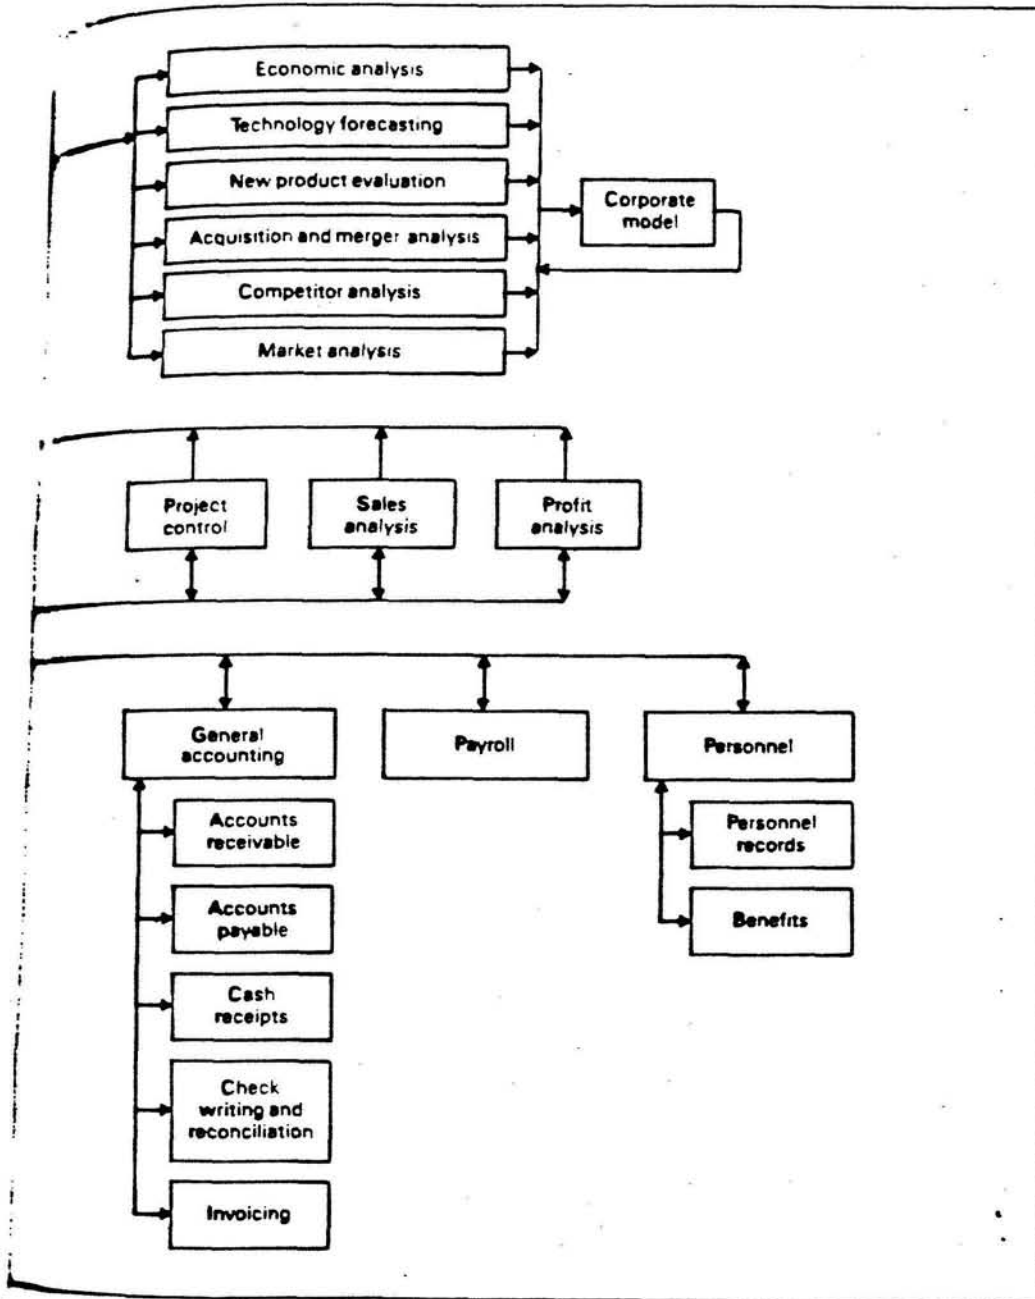 Economic analysis
Technology forecasting
New product evaluation
Acquisition and merger analysis
Competitor analysis
Market analysis
Corporate
model
Project
control
Sales
analysis
Profit
analysis
General
accounting
Payroll
Personnel
Accounts
receivable
Accounts
payable
Cash
receipts
Check
writing and
reconciliation
Invoicing
Personnel
records
Benefits